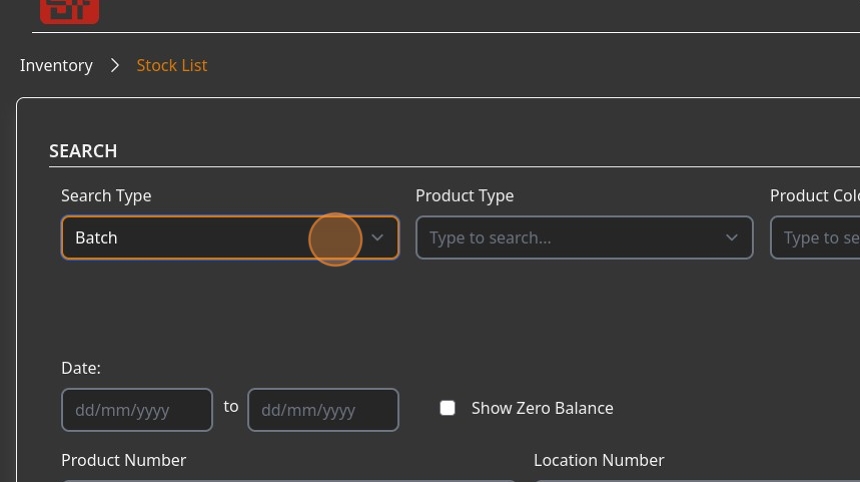 Inventory > Stock List
SEARCH
Search Type Product Type Product Colo
Batch Type to search... Type to se
Date:
dd/mm/yyyy to dd/mm/yyyy Show Zero Balance
Product Number Location Number